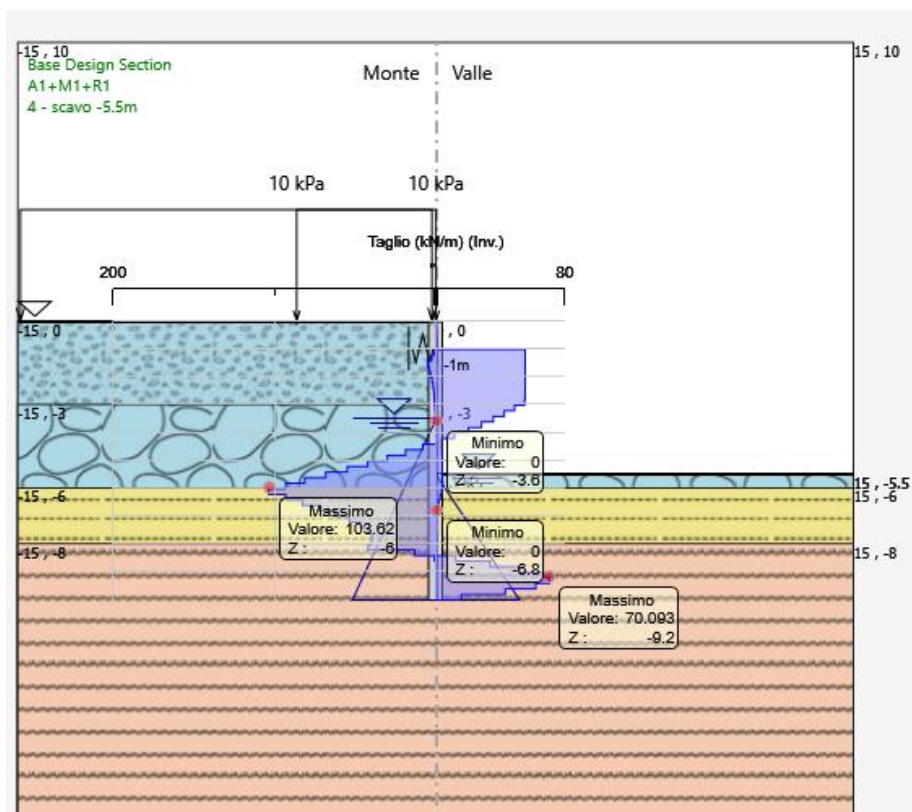 -15 , 10
15 , 10
Base Design Section
A1+M1+R1
4 - scavo -5.5m
Monte
Valle
10 kPa
10 kPa
Taglio (kN/m) (Inv.)
200
80
-15 , 0
, 0
-1m
-15 , -3
, -3
Minimo
Valore: 0
Z : -3.6
15 , -5.5
-15 , -6
15 , -6
Massimo
Valore: 103.62
Z : -6
Minimo
Valore: 0
Z : -6.8
-15 , -8
15 , -8
Massimo
Valore: 70.093
Z : -9.2